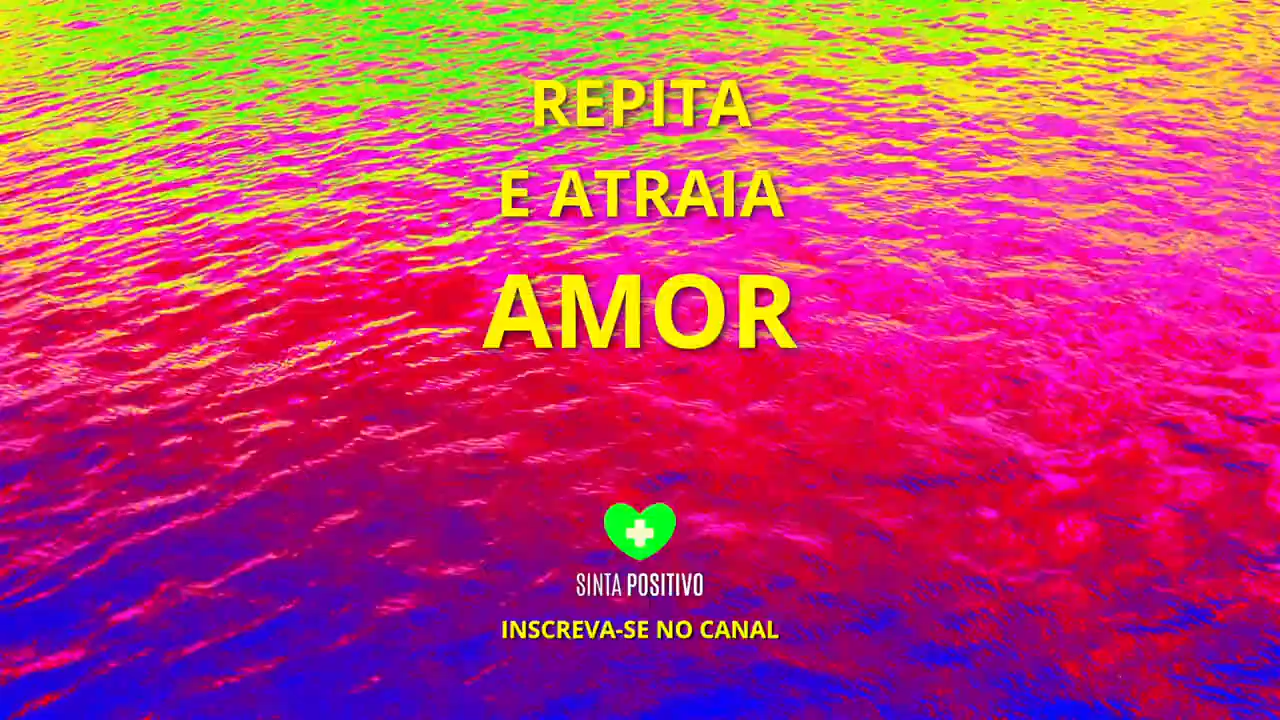 REPITA
E ATRAIA
AMOR
SINTA POSITIVO
INSCREVA-SE NO CANAL